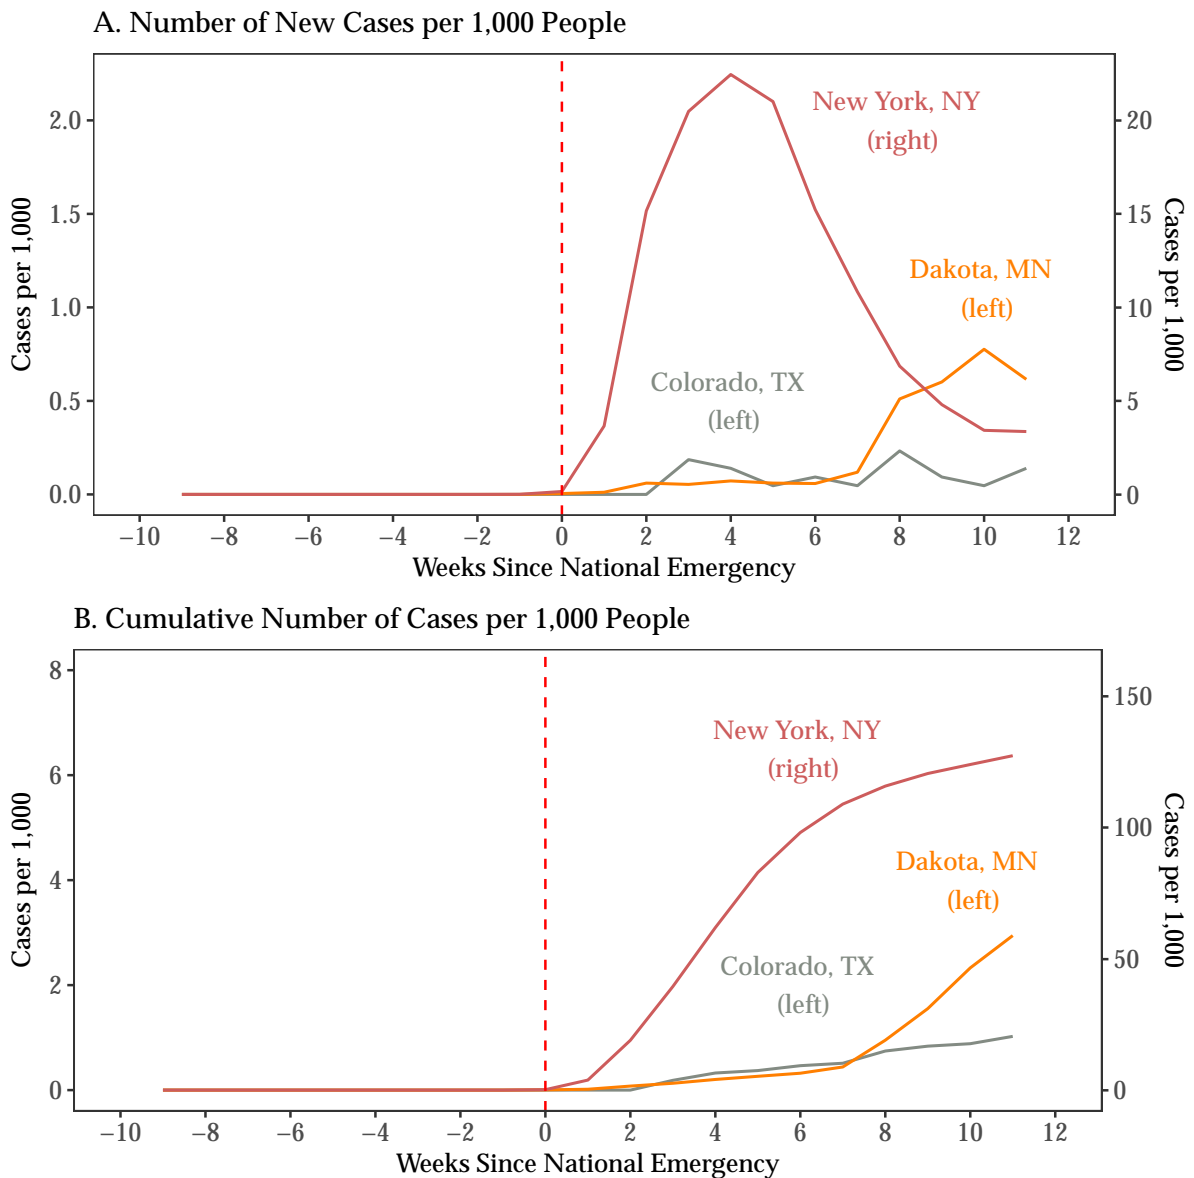 A. Number of New Cases per 1,000 People
2.0
1.5
1.0
0.5
0.0
Cases per 1,000
New York, NY
(right)
Dakota, MN
(left)
Colorado, TX
(left)
20
15
10
5
0
Cases per 1,000
−10 −8 −6 −4 −2 0 2 4 6 8 10 12
Weeks Since National Emergency
B. Cumulative Number of Cases per 1,000 People
8
6
4
2
0
Cases per 1,000
New York, NY
(right)
Dakota, MN
(left)
Colorado, TX
(left)
150
100
50
0
Cases per 1,000
−10 −8 −6 −4 −2 0 2 4 6 8 10 12
Weeks Since National Emergency